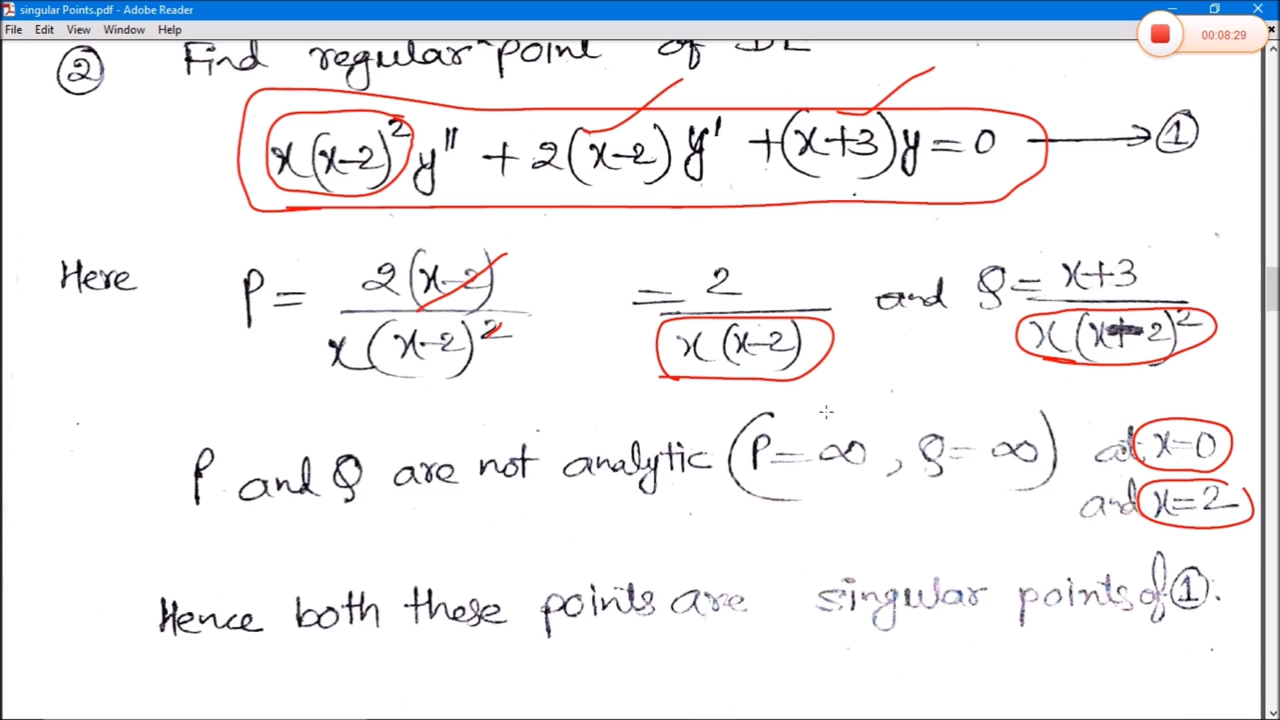 singular Points.pdf - Adobe Reader
File Edit View Window Help
00:08:29
② Find regular point of DE
x(x-2)² y'' + 2(x-2) y' + (x+3)y = 0 → ①
Here P = 2(x-2) / x(x-2)² = 2 / x(x-2) and Q = x+3 / x(x-2)²
P and Q are not analytic (P = ∞, Q = ∞) at x=0
and x=2
Hence both these points are singular points of ①.